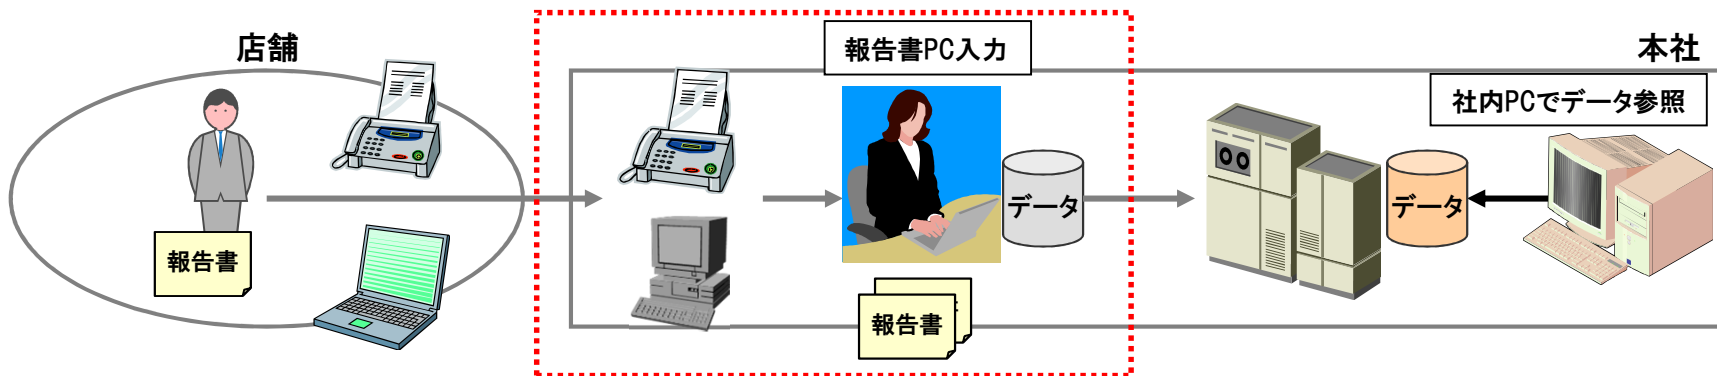 店舗
報告書
報告書PC入力
データ
報告書
本社
社内PCでデータ参照
データ